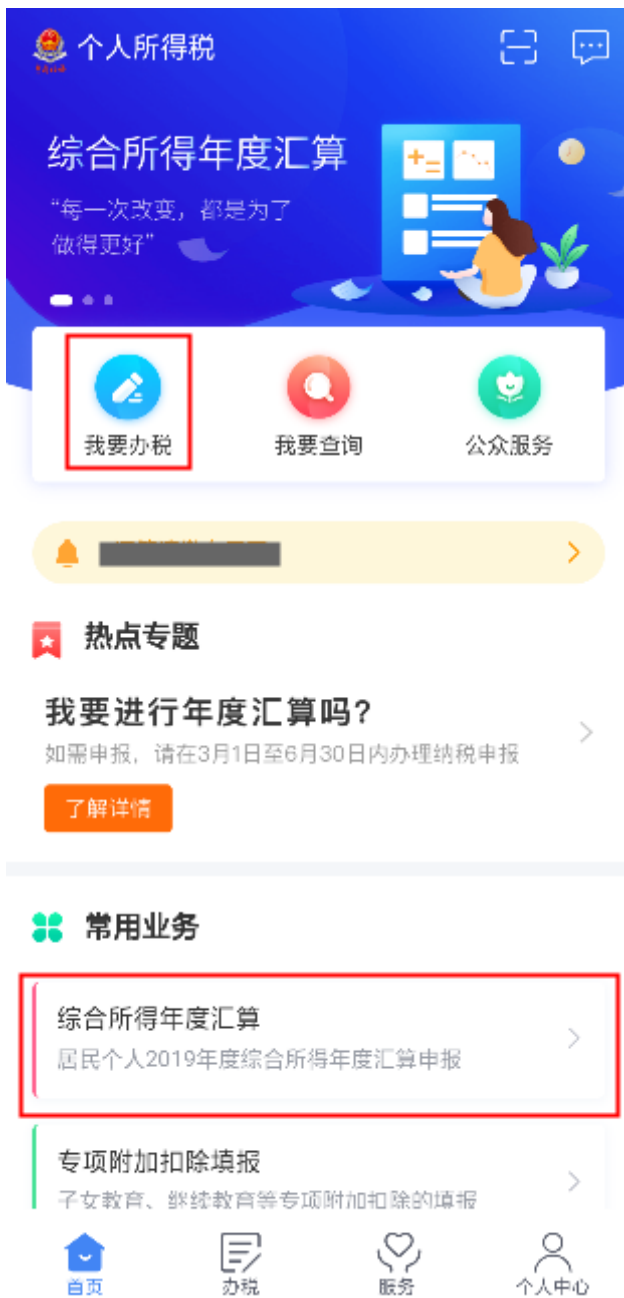 个人所得税
综合所得年度汇算
“每一次改变，都是为了
做得更好”
我要办税
我要查询
公众服务
热点专题
我要进行年度汇算吗?
如需申报，请在3月1日至6月30日内办理纳税申报
了解详情
常用业务
综合所得年度汇算
居民个人2019年度综合所得年度汇算申报
专项附加扣除填报
子女教育、继续教育等专项附加扣除的填报
首页
办税
服务
个人中心